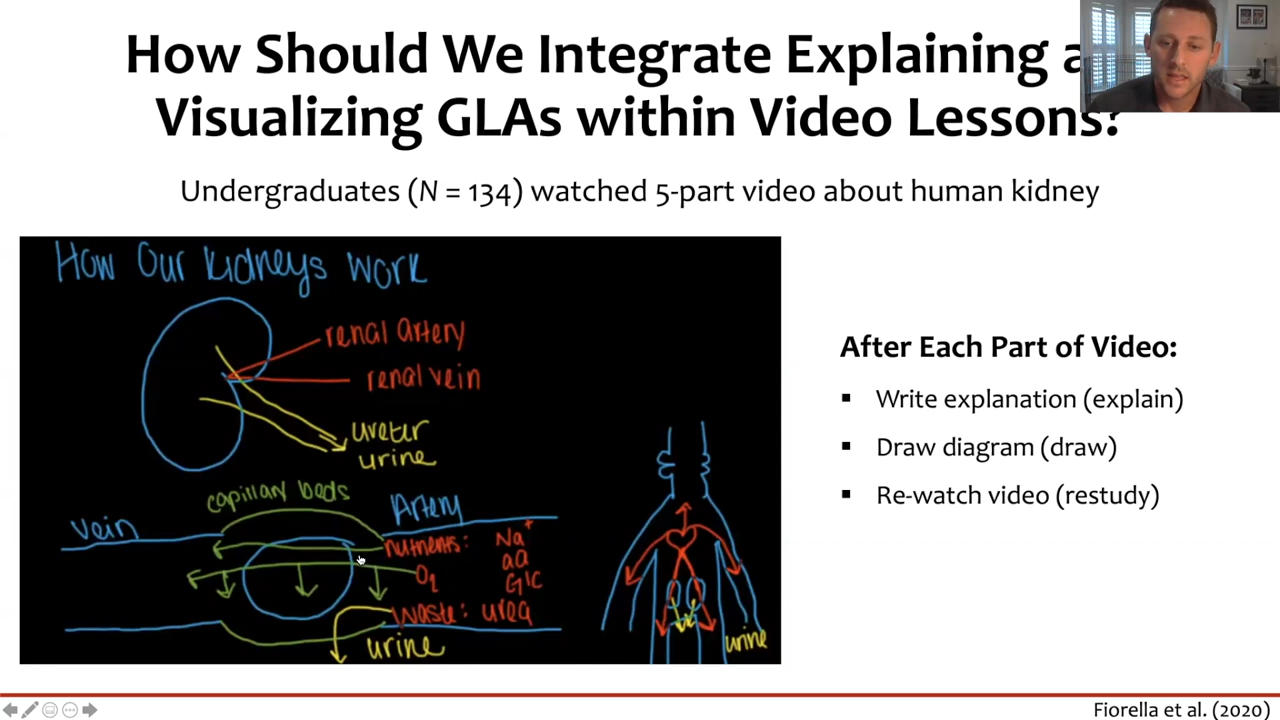 How Should We Integrate Explaining a
Visualizing GLAs within Video Lessons?
Undergraduates (N = 134) watched 5-part video about human kidney
How Our Kidneys Work
renal artery
renal vein
ureter
urine
capillary beds
Artery
vein
nutrients: Na+
aa
O2
Glc
waste: urea
urine
urine
After Each Part of Video:
▪ Write explanation (explain)
▪ Draw diagram (draw)
▪ Re-watch video (restudy)
Fiorella et al. (2020)